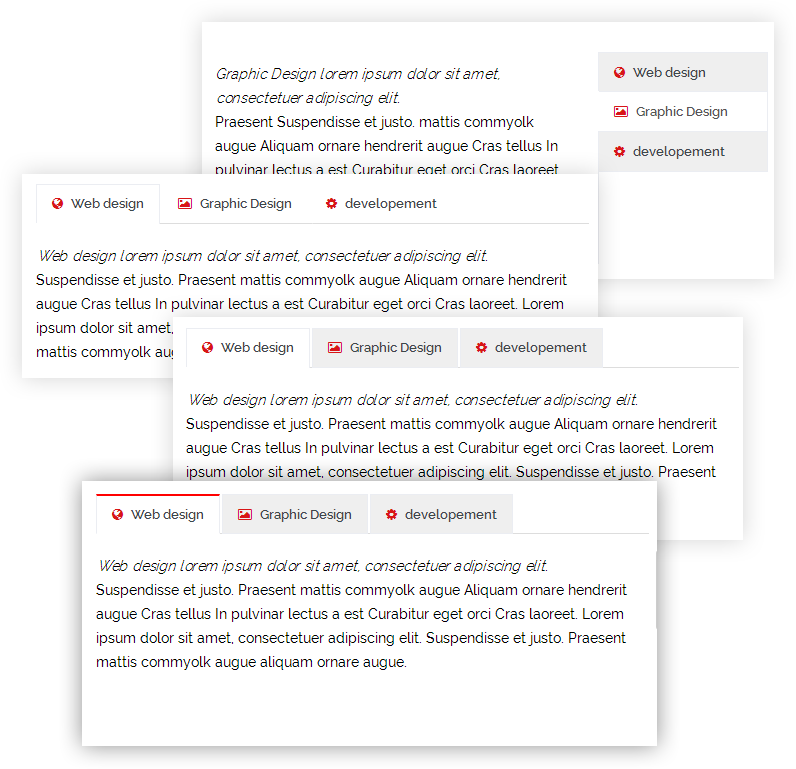 Graphic Design lorem ipsum dolor sit amet,
consectetuer adipiscing elit.
Praesent Suspendisse et justo. mattis commyolk
augue Aliquam ornare hendrerit augue Cras tellus In
pulvinar lectus a est Curabitur eget orci Cras laoreet
Web design
Graphic Design
developement
Web design
Graphic Design
developement
Web design lorem ipsum dolor sit amet, consectetuer adipiscing elit.
Suspendisse et justo. Praesent mattis commyolk augue Aliquam ornare hendrerit
augue Cras tellus In pulvinar lectus a est Curabitur eget orci Cras laoreet. Lorem
ipsum dolor sit amet,
mattis commyolk
Web design
Graphic Design
developement
Web design lorem ipsum dolor sit amet, consectetuer adipiscing elit.
Suspendisse et justo. Praesent mattis commyolk augue Aliquam ornare hendrerit
augue Cras tellus In pulvinar lectus a est Curabitur eget orci Cras laoreet. Lorem
ipsum dolor sit amet, consectetuer adipiscing elit. Suspendisse et justo. Praesent
Web design
Graphic Design
developement
Web design lorem ipsum dolor sit amet, consectetuer adipiscing elit.
Suspendisse et justo. Praesent mattis commyolk augue Aliquam ornare hendrerit
augue Cras tellus In pulvinar lectus a est Curabitur eget orci Cras laoreet. Lorem
ipsum dolor sit amet, consectetuer adipiscing elit. Suspendisse et justo. Praesent
mattis commyolk augue aliquam ornare augue.